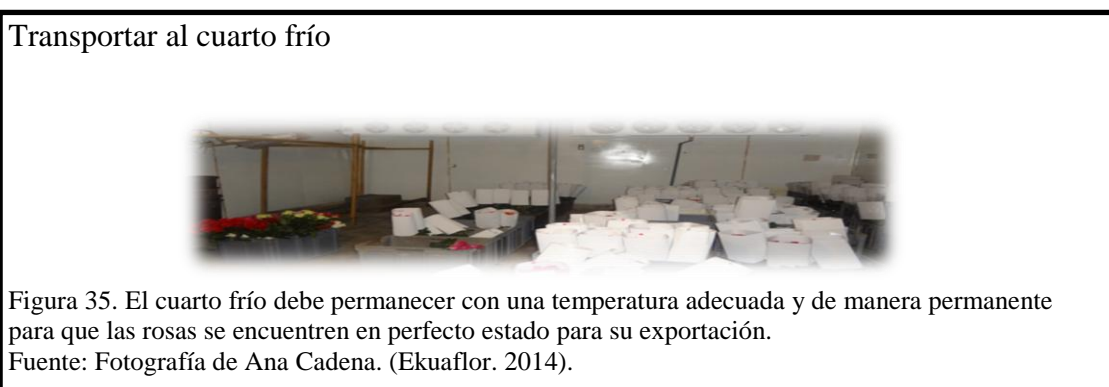 Transportar al cuarto frío
Figura 35. El cuarto frío debe permanecer con una temperatura adecuada y de manera permanente
para que las rosas se encuentren en perfecto estado para su exportación.
Fuente: Fotografía de Ana Cadena. (Ekuaflor. 2014).